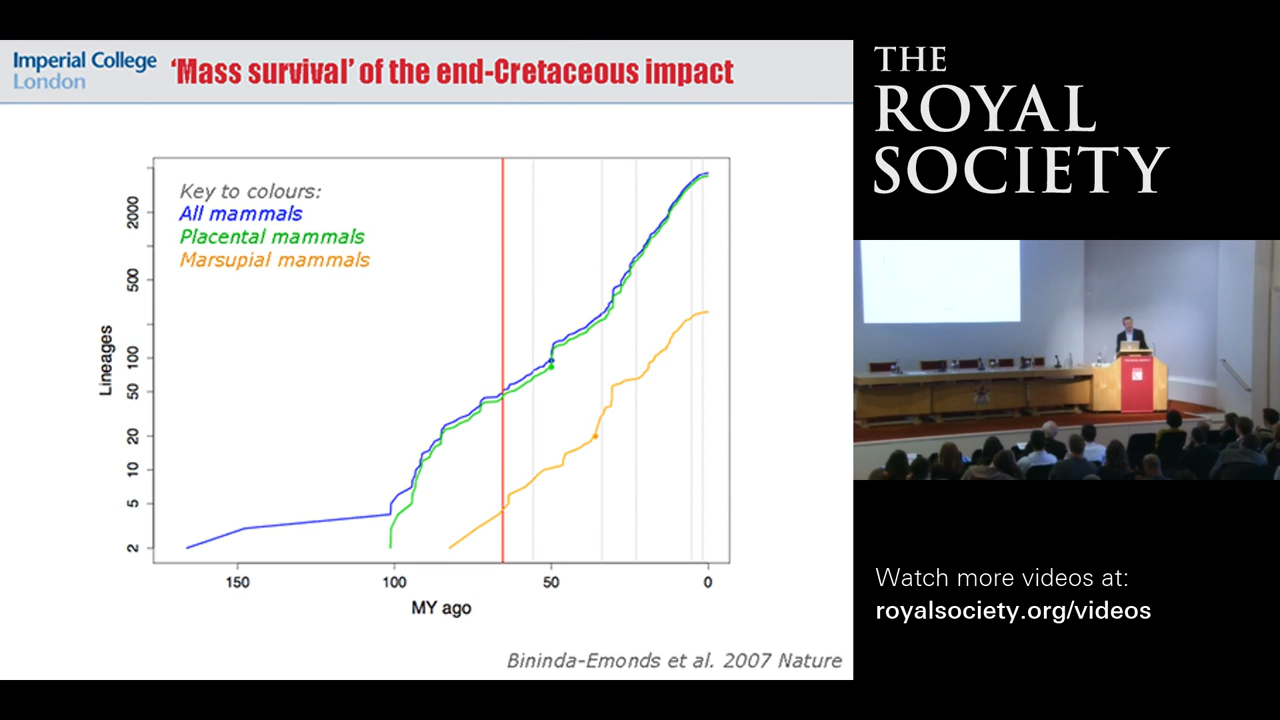 Imperial College
London
‘Mass survival’ of the end-Cretaceous impact
Key to colours:
All mammals
Placental mammals
Marsupial mammals
Lineages
2000
500
100
50
20
10
5
2
150
100
50
0
MY ago
Bininda-Emonds et al. 2007 Nature
THE
ROYAL
SOCIETY
Watch more videos at:
royalsociety.org/videos